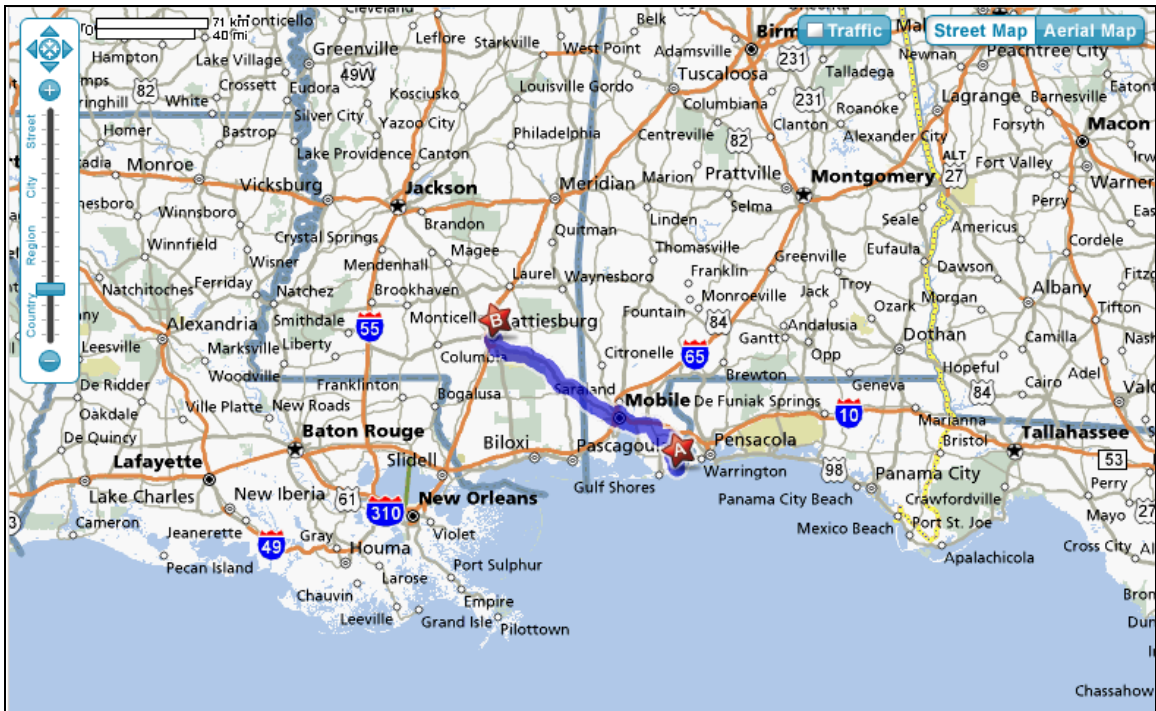 71 km
40 mi
Traffic
Street Map
Aerial Map
Street
City
Region
Country
Monticello
Cleveland
Leflore
Starkville
Belk
West Point
Adamsville
Hampton
Lake Village
Greenville
49W
Tuscaloosa
231
Talladega
Newnan
Peachtree City
82
Crossett
Eudora
Kosciusko
Louisville
Gordo
Columbiana
231
Roanoke
Lagrange
Barnesville
White
Silver City
Yazoo City
Philadelphia
Centreville
Clanton
Alexander City
Forsyth
Macon
Homer
Bastrop
82
Lake Providence
Canton
ALT
27
Monroe
Vicksburg
Jackson
Meridian
Marion
Prattville
Montgomery
Fort Valley
Warner
Winnsboro
Brandon
Linden
Selma
Seale
Perry
Crystal Springs
Quitman
Americus
Winnfield
Magee
Thomasville
Eufaula
Cordele
Wisner
Mendenhall
Laurel
Waynesboro
Franklin
Greenville
Dawson
Natchitoches
Ferriday
Natchez
Brookhaven
Monroeville
Jack
Troy
Morgan
Albany
Alexandria
Smithdale
55
Monticell
B
attiesburg
Fountain
84
Ozark
Tifton
Andalusia
Dothan
Leesville
Marksville
Liberty
Columbia
Citronelle
65
Gantt
Camilla
Woodville
Opp
Hopeful
De Ridder
Franklinton
Saraland
Brewton
Geneva
84
Cairo
Adel
Oakdale
Ville Platte
New Roads
Bogalusa
Mobile
De Funiak Springs
10
Marianna
De Quincy
Baton Rouge
Biloxi
Pascagoul
A
Pensacola
Bristol
Tallahassee
Lafayette
Slidell
Warrington
98
Panama City
53
Lake Charles
New Iberia
61
New Orleans
Gulf Shores
Panama City Beach
Crawfordville
Perry
310
Cameron
Jeanerette
Gray
Violet
Mexico Beach
Port St. Joe
Mayo
27
49
Houma
Apalachicola
Cross City
Pecan Island
Larose
Port Sulphur
Chauvin
Empire
Leeville
Grand Isle
Pilottown
Chassahow